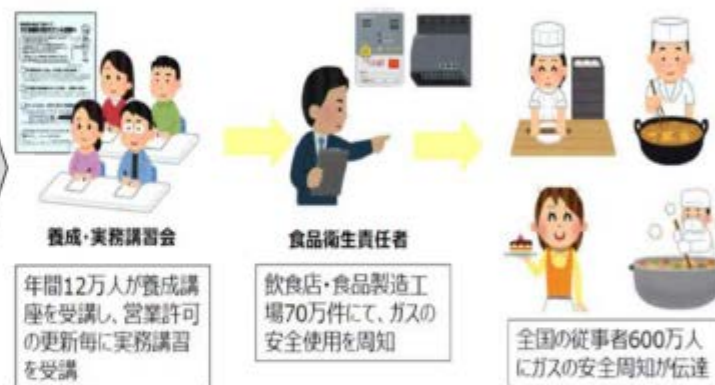 養成・実務講習会
年間12万人が養成講
座を受講し、営業許可
の更新毎に実務講習
を受講
食品衛生責任者
飲食店・食品製造工
場70万件にて、ガスの
安全使用を周知
全国の従事者600万人
にガスの安全周知が伝達